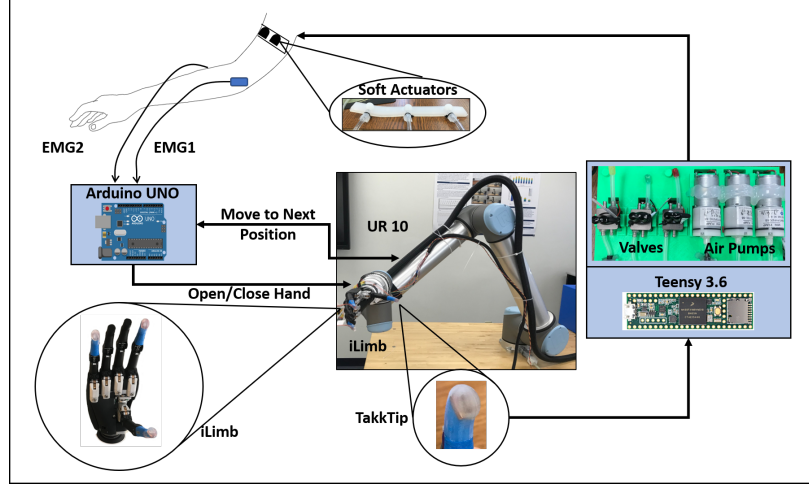 Soft Actuators
EMG2
EMG1
Arduino UNO
UNO
Move to Next
Position
UR 10
Valves
Air Pumps
Teensy 3.6
Open/Close Hand
iLimb
TakkTip
iLimb